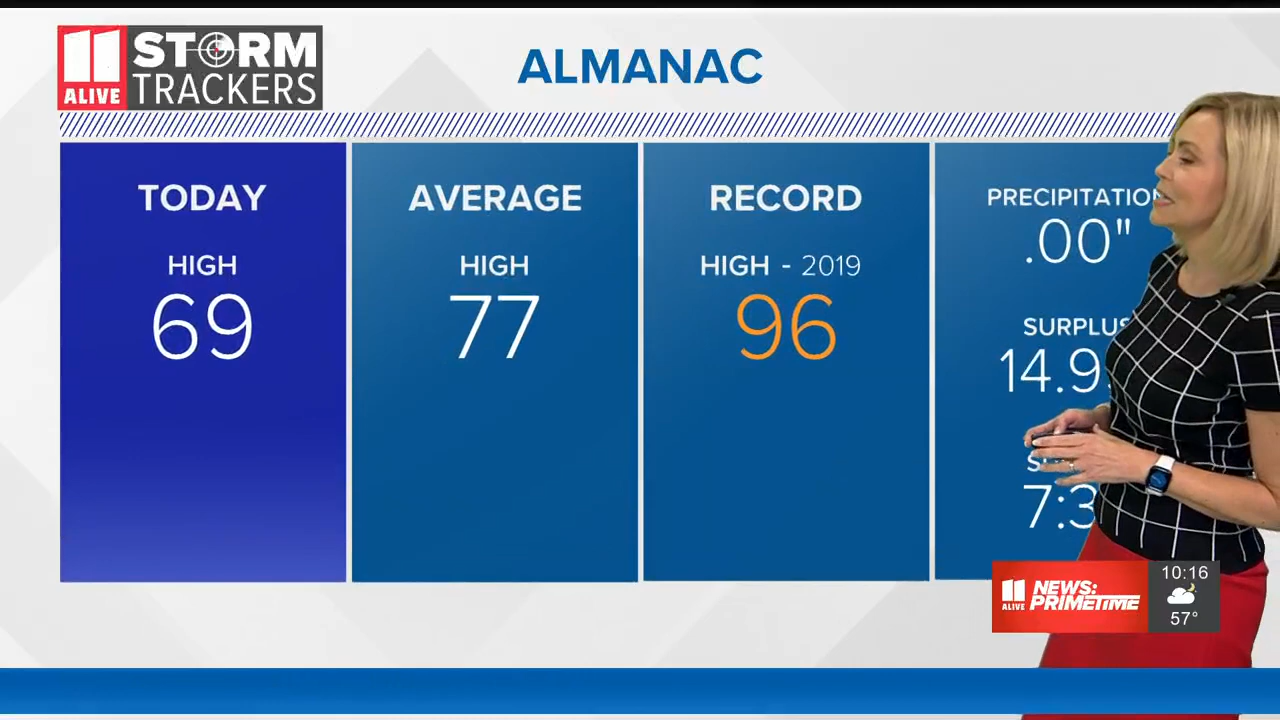 11 ALIVE
STORM
TRACKERS
ALMANAC
TODAY
HIGH
69
AVERAGE
HIGH
77
RECORD
HIGH - 2019
96
.00"
11 ALIVE
NEWS:
PRIMETIME
10:16
57°